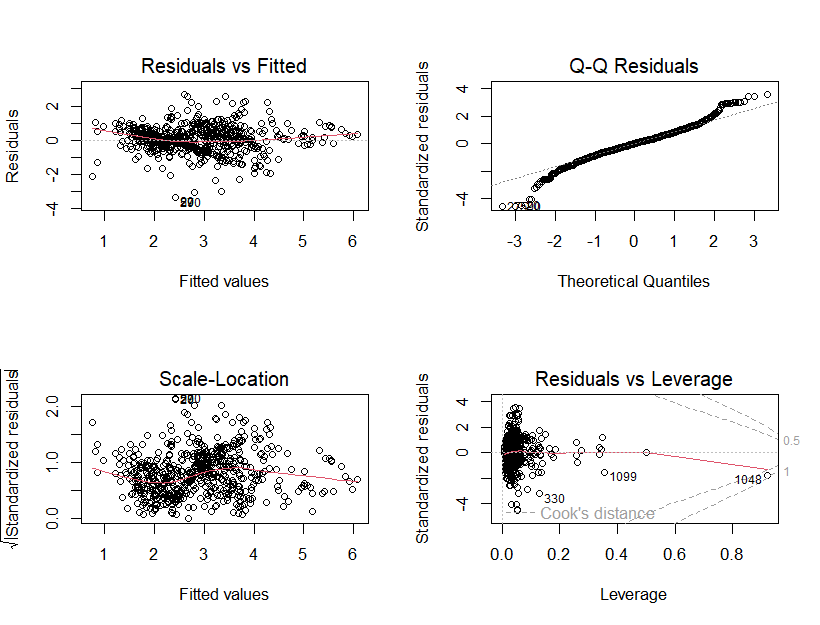 Residuals vs Fitted
Residuals
2
0
-2
-4
1 2 3 4 5 6
Fitted values
Q-Q Residuals
Standardized residuals
4
2
0
-4
-3 -2 -1 0 1 2 3
Theoretical Quantiles
Scale-Location
√|Standardized residuals|
2.0
1.0
0.0
1 2 3 4 5 6
Fitted values
Residuals vs Leverage
Standardized residuals
4
2
0
-4
0.5
1
1099
1048
330
Cook's distance
0.0 0.2 0.4 0.6 0.8
Leverage